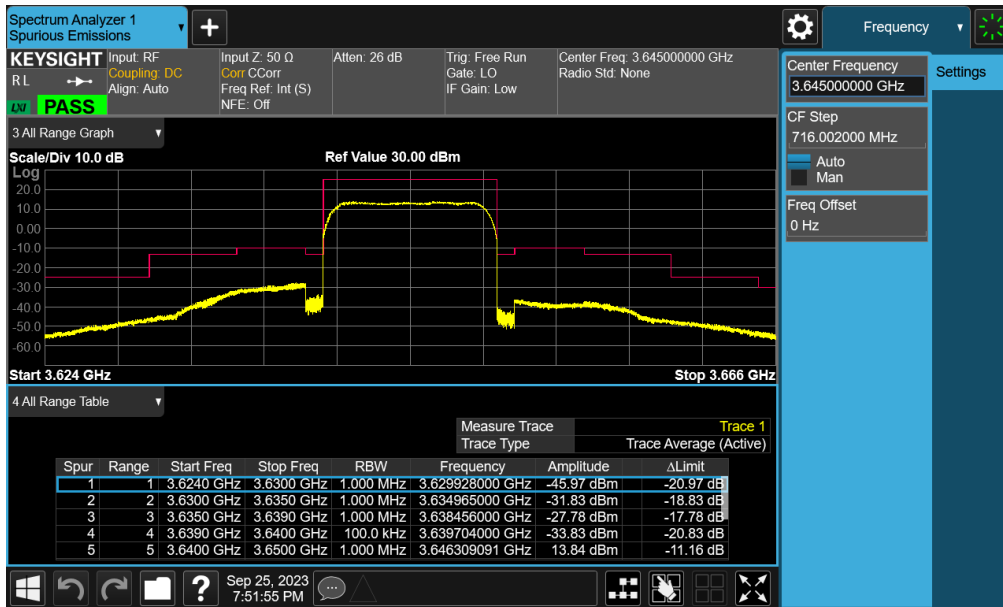 Spectrum Analyzer 1
Spurious Emissions
+
Frequency
KEYSIGHT
R L
LXI
PASS
Input: RF
Coupling: DC
Align: Auto
Input Z: 50 Ω
Corr CCorr
Freq Ref: Int (S)
NFE: Off
Atten: 26 dB
Trig: Free Run
Gate: LO
IF Gain: Low
Center Freq: 3.645000000 GHz
Radio Std: None
Center Frequency
3.645000000 GHz
Settings
CF Step
716.002000 MHz
Auto
Man
Freq Offset
0 Hz
3 All Range Graph
Scale/Div 10.0 dB
Ref Value 30.00 dBm
Log
20.0
10.0
0.00
-10.0
-20.0
-30.0
-40.0
-50.0
-60.0
Start 3.624 GHz
Stop 3.666 GHz
4 All Range Table
Measure Trace Trace 1
Trace Type Trace Average (Active)
Spur Range Start Freq Stop Freq RBW Frequency Amplitude ΔLimit
1 1 3.6240 GHz 3.6300 GHz 1.000 MHz 3.629928000 GHz -45.97 dBm -20.97 dB
2 2 3.6300 GHz 3.6350 GHz 1.000 MHz 3.634965000 GHz -31.83 dBm -18.83 dB
3 3 3.6350 GHz 3.6390 GHz 1.000 MHz 3.638456000 GHz -27.78 dBm -17.78 dB
4 4 3.6390 GHz 3.6400 GHz 100.0 kHz 3.639704000 GHz -33.83 dBm -20.83 dB
5 5 3.6400 GHz 3.6500 GHz 1.000 MHz 3.646309091 GHz 13.84 dBm -11.16 dB
?
Sep 25, 2023
7:51:55 PM